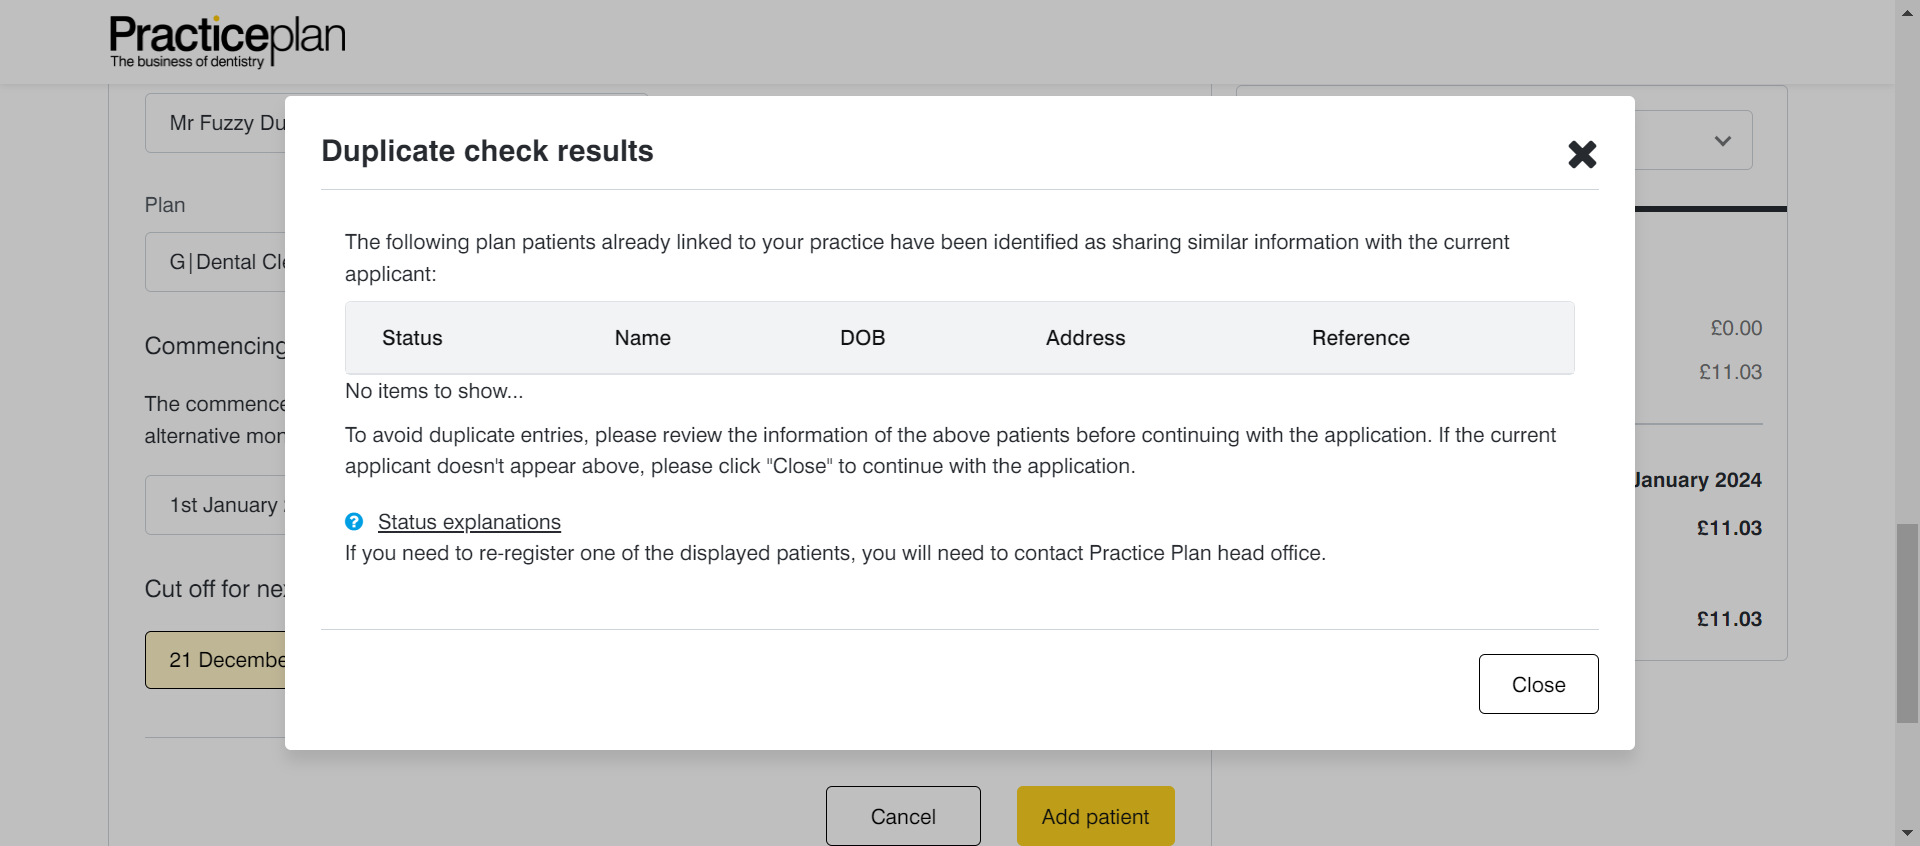 Practiceplan
The business of dentistry
Mr Fuzzy
Plan
G|Dental
Commencing
The
alternative
1st January
Cut off for
21
Duplicate check results
The following plan patients already linked to your practice have been identified as sharing similar information with the current
applicant:
Status Name DOB Address Reference
No items to show...
To avoid duplicate entries, please review the information of the above patients before continuing with the application. If the current
applicant doesn't appear above, please click "Close" to continue with the application.
? Status explanations
If you need to re-register one of the displayed patients, you will need to contact Practice Plan head office.
Close
£0.00
£11.03
January 2024
£11.03
£11.03
Cancel Add patient